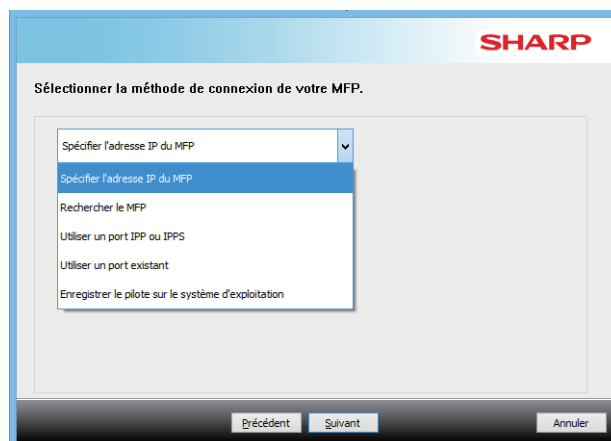 SHARP
Sélectionner la méthode de connexion de votre MFP.
Spécifier l'adresse IP du MFP
Spécifier l'adresse IP du MFP
Rechercher le MFP
Utiliser un port IPP ou IPPS
Utiliser un port existant
Enregistrer le pilote sur le système d'exploitation
Précédent Suivant Annuler